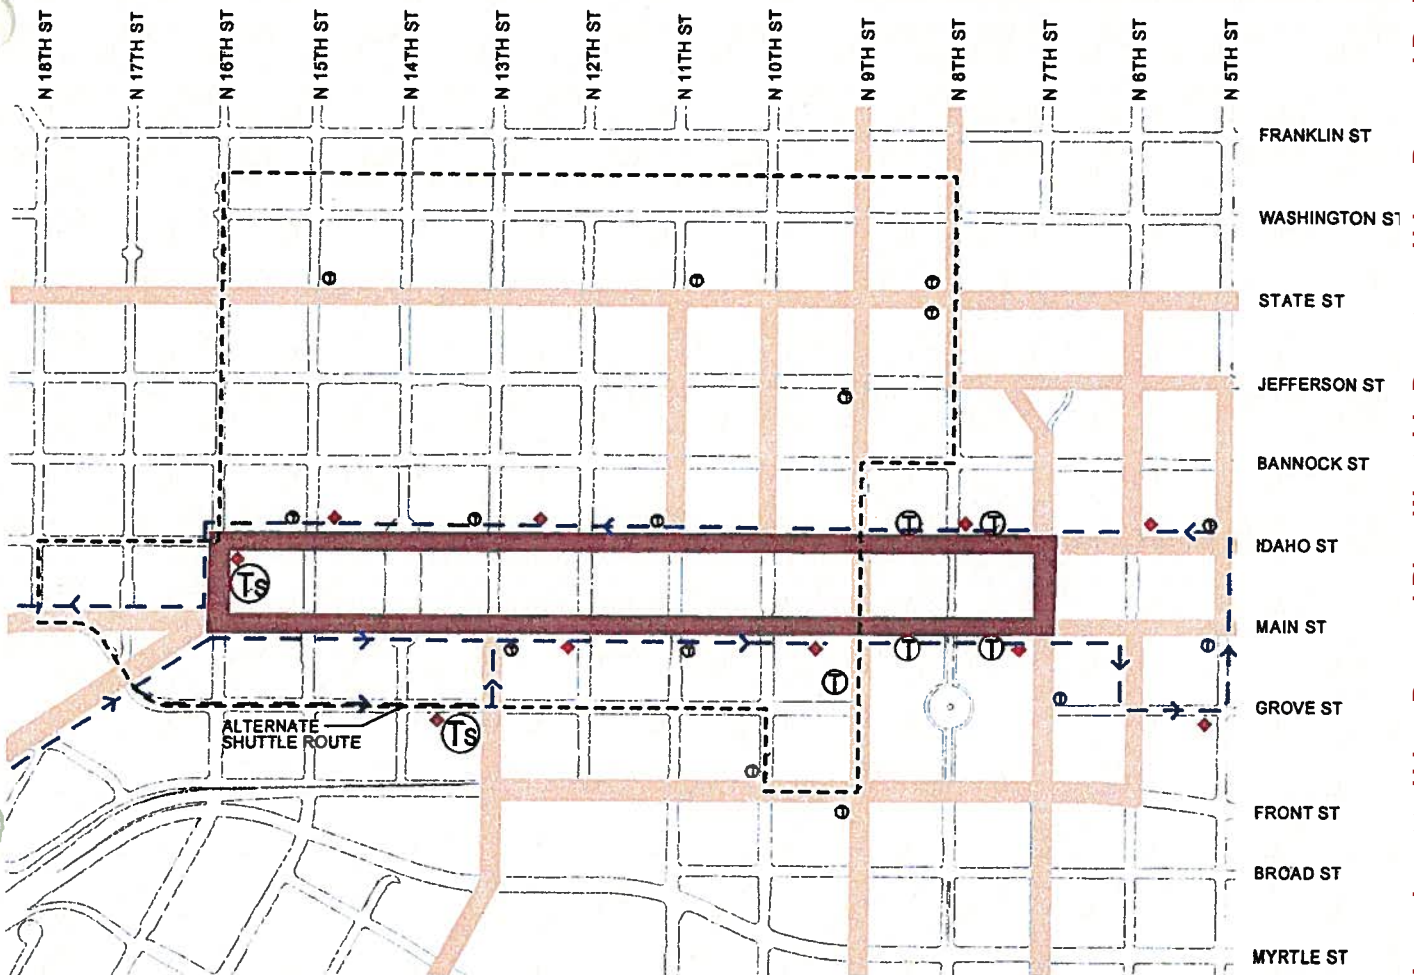 N 18TH ST
N 17TH ST
N 16TH ST
N 15TH ST
N 14TH ST
N 13TH ST
N 12TH ST
N 11TH ST
N 10TH ST
N 9TH ST
N 8TH ST
N 7TH ST
N 6TH ST
N 5TH ST
FRANKLIN ST
WASHINGTON ST
STATE ST
JEFFERSON ST
BANNOCK ST
T
T
IDAHO ST
Ts
MAIN ST
T
T
T
GROVE ST
ALTERNATE
SHUTTLE ROUTE
Ts
FRONT ST
BROAD ST
MYRTLE ST